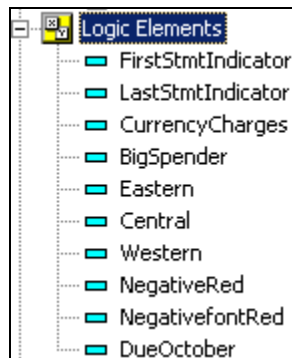 Logic Elements
FirstStmtIndicator
LastStmtIndicator
CurrencyCharges
BigSpender
Eastern
Central
Western
NegativeRed
NegativefontRed
DueOctober